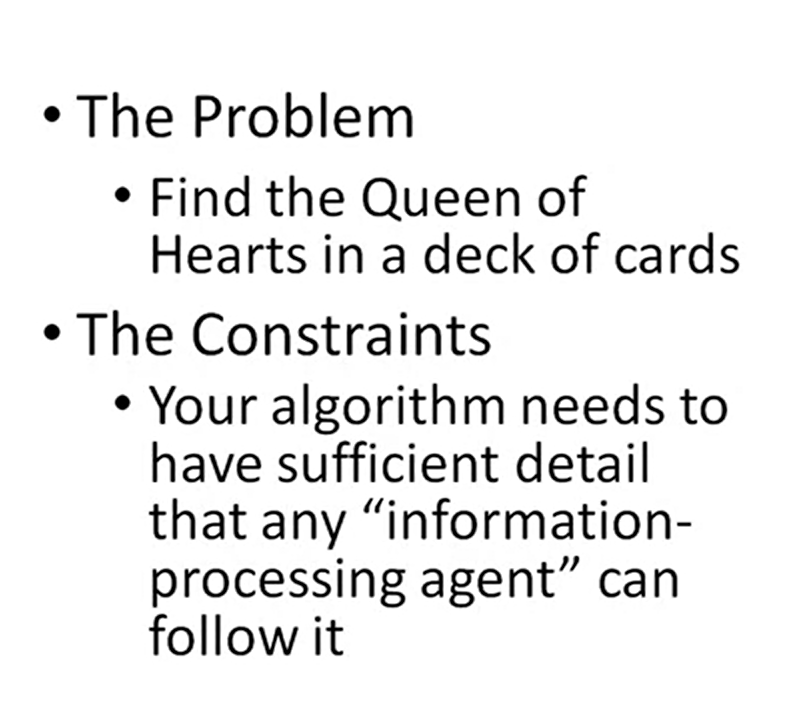 • The Problem
• Find the Queen of
Hearts in a deck of cards
• The Constraints
• Your algorithm needs to
have sufficient detail
that any “information-
processing agent” can
follow it